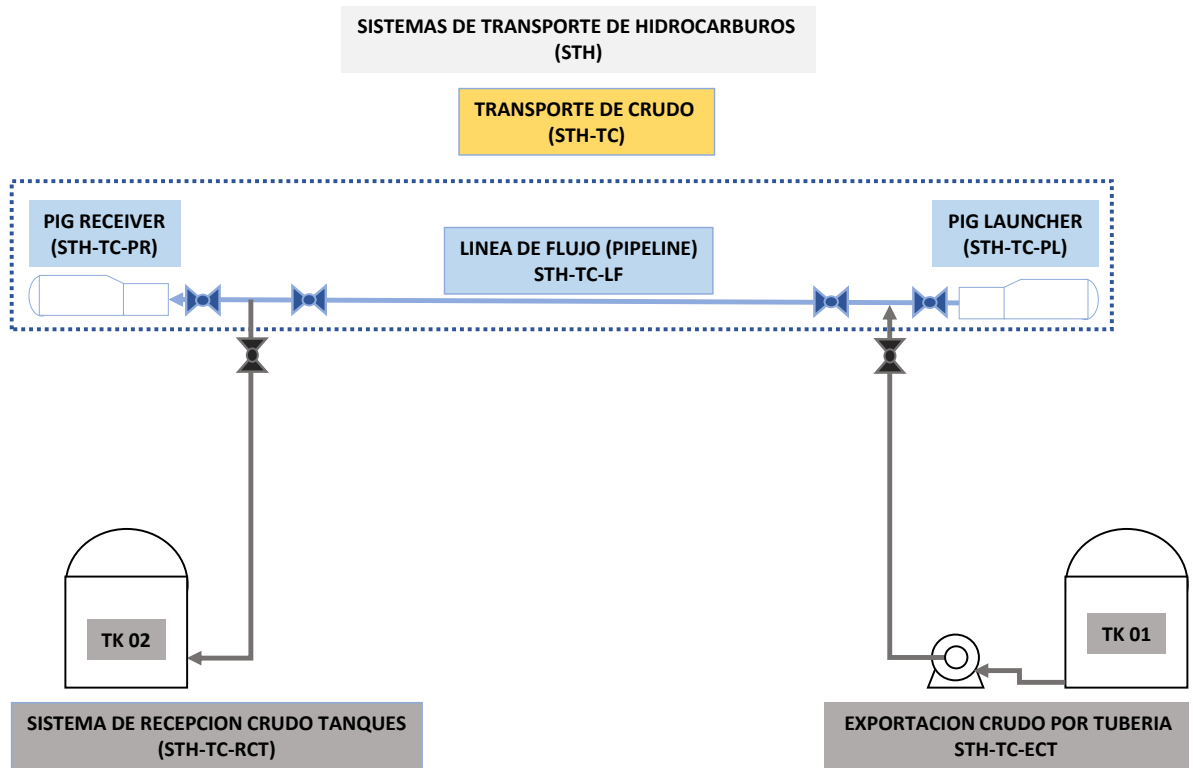 SISTEMAS DE TRANSPORTE DE HIDROCARBUROS
(STH)
TRANSPORTE DE CRUDO
(STH-TC)
PIG RECEIVER
(STH-TC-PR)
LINEA DE FLUJO (PIPELINE)
STH-TC-LF
PIG LAUNCHER
(STH-TC-PL)
TK 02
TK 01
SISTEMA DE RECEPCION CRUDO TANQUES
(STH-TC-RCT)
EXPORTACION CRUDO POR TUBERIA
STH-TC-ECT